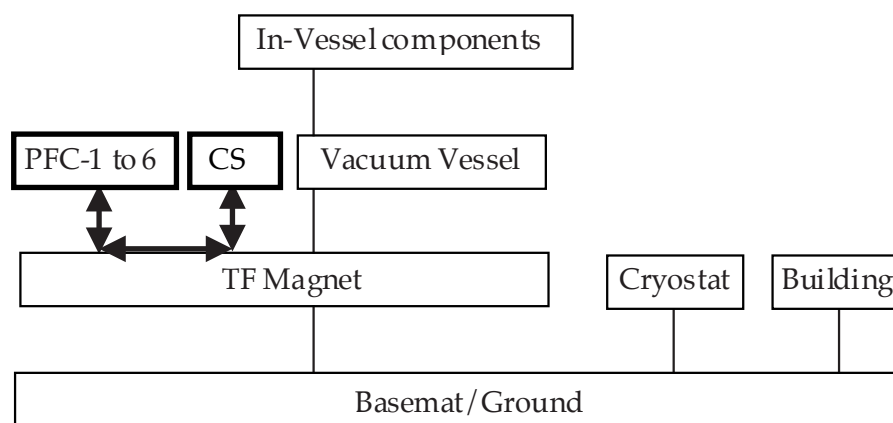 In-Vessel components
PFC-1 to 6
CS
Vacuum Vessel
TF Magnet
Cryostat
Building
Basemat/Ground